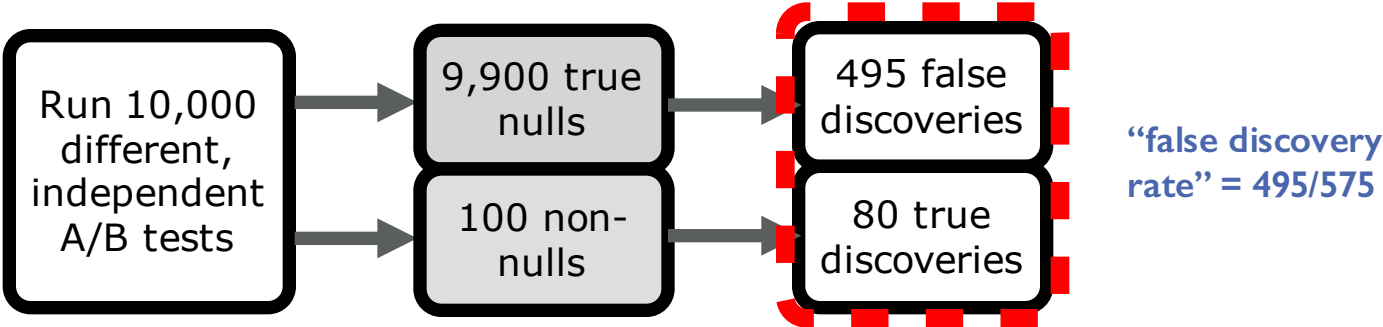 Run 10,000
different,
independent
A/B tests
9,900 true
nulls
100 non-
nulls
495 false
discoveries
80 true
discoveries
“false discovery
rate” = 495/575